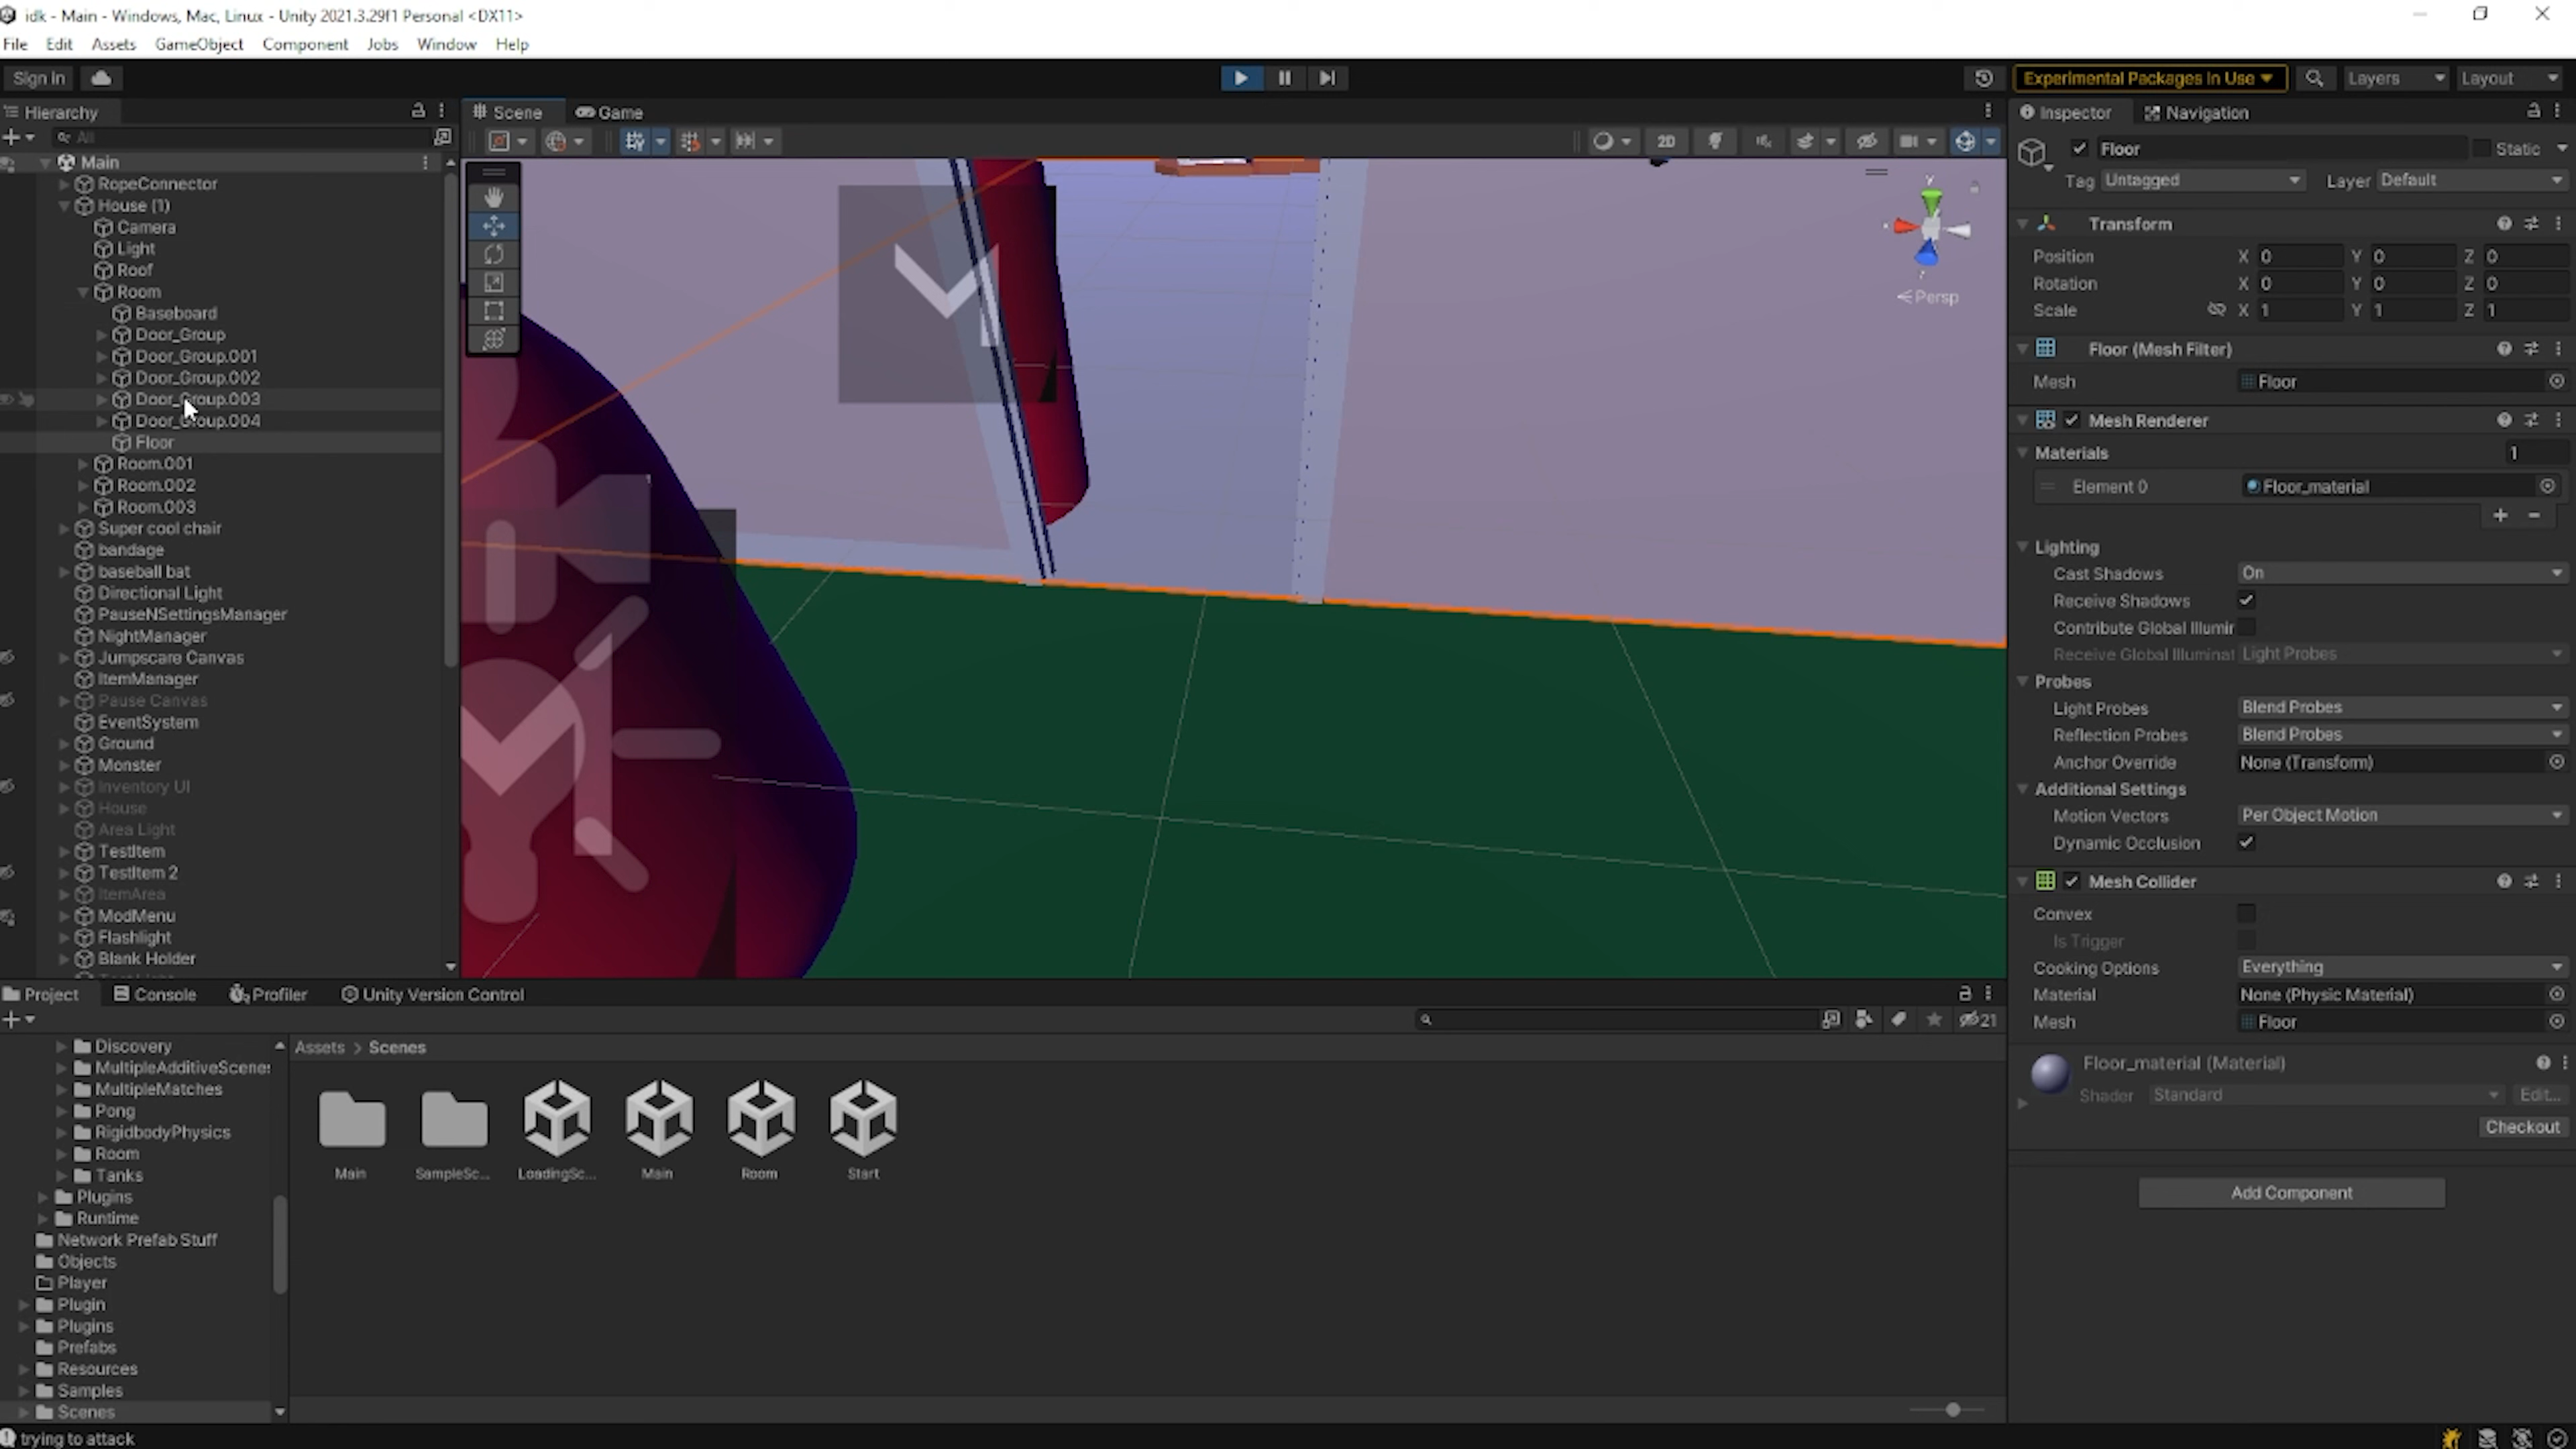 idk - Main - Windows, Mac, Linux - Unity 2021.3.29f1 Personal <DX11>
File Edit Assets GameObject Component Jobs Window Help
Sign in
Experimental Packages In Use
Layers
Layout
Hierarchy
Scene
Game
Inspector
Navigation
All
2D
Main
RopeConnector
House (1)
Camera
Light
Roof
Room
Baseboard
Door_Group
Door_Group.001
Door_Group.002
Door_Group.003
Door_Group.004
Floor
Room.001
Room.002
Room.003
Super cool chair
bandage
baseball bat
Directional Light
PauseNSettingsManager
NightManager
Jumpscare Canvas
ItemManager
Pause Canvas
EventSystem
Ground
Monster
Inventory UI
House
Area Light
TestItem
TestItem 2
ItemArea
ModMenu
Flashlight
Blank Holder
y
Persp
Floor
Static
Tag Untagged
Layer Default
Transform
Position X 0 Y 0 Z 0
Rotation X 0 Y 0 Z 0
Scale X 1 Y 1 Z 1
Floor (Mesh Filter)
Mesh Floor
Mesh Renderer
Materials 1
Element 0 Floor_material
Lighting
Cast Shadows On
Receive Shadows
Contribute Global Illumir
Receive Global Illuminat Light Probes
Probes
Light Probes Blend Probes
Reflection Probes Blend Probes
Anchor Override None (Transform)
Additional Settings
Motion Vectors Per Object Motion
Dynamic Occlusion
Mesh Collider
Convex
Is Trigger
Cooking Options Everything
Material None (Physic Material)
Mesh Floor
Floor_material (Material)
Shader Standard Edit...
Checkout
Add Component
Project
Console
Profiler
Unity Version Control
21
Discovery
MultipleAdditiveScenes
MultipleMatches
Pong
RigidbodyPhysics
Room
Tanks
Plugins
Runtime
Network Prefab Stuff
Objects
Player
Plugin
Plugins
Prefabs
Resources
Samples
Scenes
Assets > Scenes
Main
SampleSc...
LoadingSc...
Main
Room
Start
trying to attack